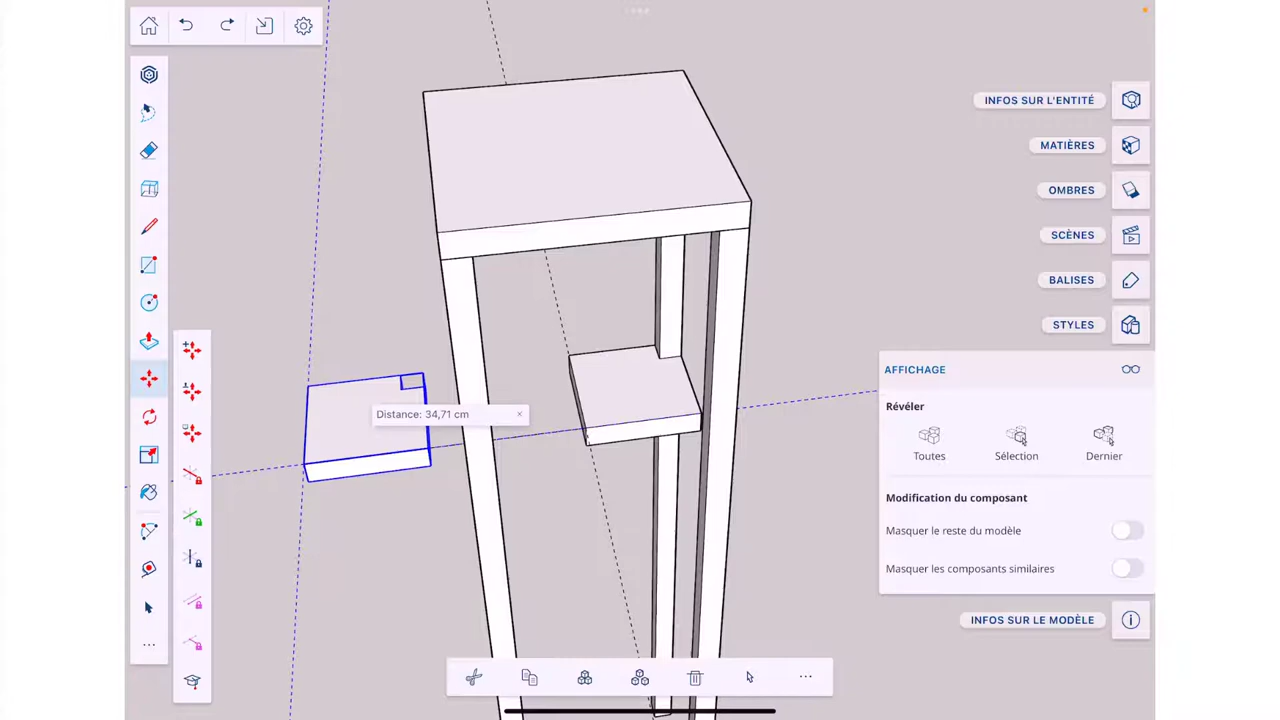 INFOS SUR L'ENTITÉ
MATIÈRES
OMBRES
SCÈNES
BALISES
STYLES
AFFICHAGE
Révéler
Toutes
Sélection
Dernier
Modification du composant
Masquer le reste du modèle
Masquer les composants similaires
INFOS SUR LE MODÈLE
Distance: 34,71 cm